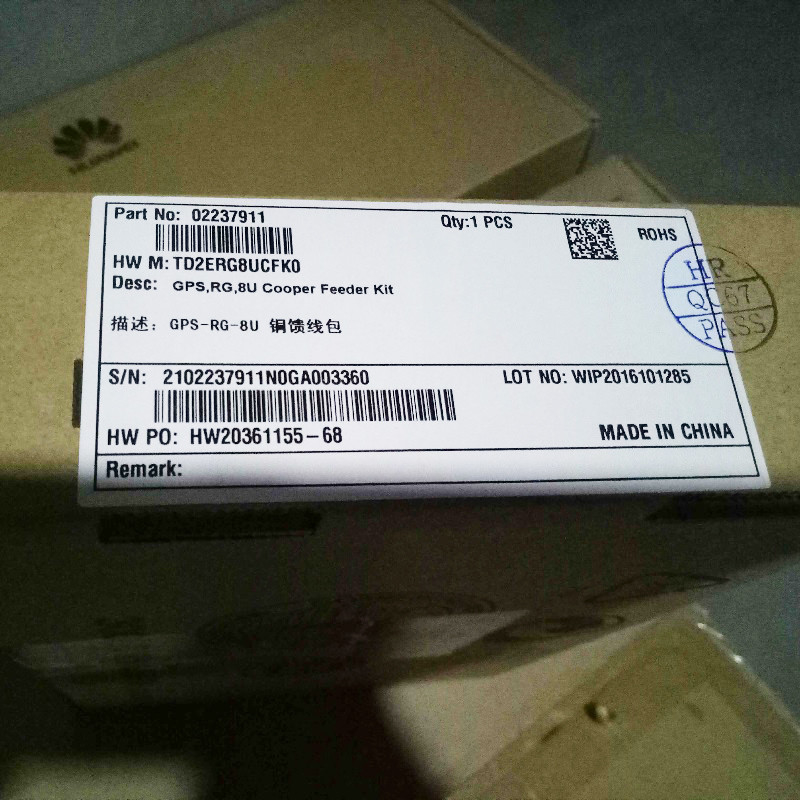 HUAWEI
Part No: 02237911
Qty:1 PCS
ROHS
HW M: TD2ERG8UCFK0
Desc: GPS,RG,8U Cooper Feeder Kit
描述: GPS-RG-8U 铜馈线包
HR
QC67
PASS
S/N: 2102237911N0GA003360
LOT NO: WIP2016101285
HW PO: HW20361155-68
MADE IN CHINA
Remark: